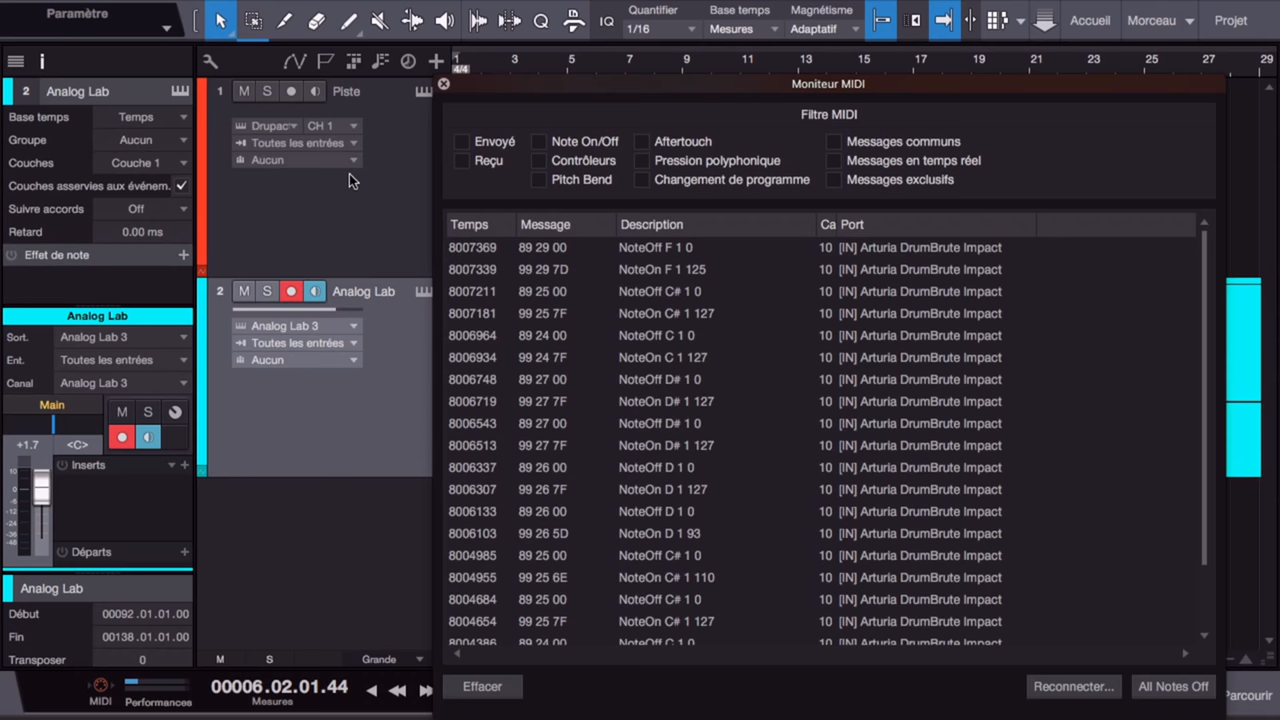 Paramètre
IQ
Quantifier
1/16
Base temps
Mesures
Magnétisme
Adaptatif
Accueil
Morceau
Projet
i
1 3 5 7 9 11 13 15 17 19 21 23 25 27 29
4/4
2 Analog Lab
Base temps Temps
Groupe Aucun
Couches Couche 1
Couches asservies aux événem.
Suivre accords Off
Retard 0.00 ms
Effet de note
Analog Lab
Sort. Analog Lab 3
Ent. Toutes les entrées
Canal Analog Lab 3
Main
M S
+1.7 <C>
Inserts
Départs
Analog Lab
Début 00092.01.01.00
Fin 00138.01.01.00
Transposer 0
1 M S Piste
Drupac CH 1
Toutes les entrées
Aucun
2 M S Analog Lab
Analog Lab 3
Toutes les entrées
Aucun
M S Grande
Moniteur MIDI
Filtre MIDI
Envoyé Note On/Off Aftertouch Messages communs
Reçu Contrôleurs Pression polyphonique Messages en temps réel
Pitch Bend Changement de programme Messages exclusifs
Temps Message Description Ca Port
8007369 89 29 00 NoteOff F 1 0 10 [IN] Arturia DrumBrute Impact
8007339 99 29 7D NoteOn F 1 125 10 [IN] Arturia DrumBrute Impact
8007211 89 25 00 NoteOff C# 1 0 10 [IN] Arturia DrumBrute Impact
8007181 99 25 7F NoteOn C# 1 127 10 [IN] Arturia DrumBrute Impact
8006964 89 24 00 NoteOff C 1 0 10 [IN] Arturia DrumBrute Impact
8006934 99 24 7F NoteOn C 1 127 10 [IN] Arturia DrumBrute Impact
8006748 89 27 00 NoteOff D# 1 0 10 [IN] Arturia DrumBrute Impact
8006719 99 27 7F NoteOn D# 1 127 10 [IN] Arturia DrumBrute Impact
8006543 89 27 00 NoteOff D# 1 0 10 [IN] Arturia DrumBrute Impact
8006513 99 27 7F NoteOn D# 1 127 10 [IN] Arturia DrumBrute Impact
8006337 89 26 00 NoteOff D 1 0 10 [IN] Arturia DrumBrute Impact
8006307 99 26 7F NoteOn D 1 127 10 [IN] Arturia DrumBrute Impact
8006133 89 26 00 NoteOff D 1 0 10 [IN] Arturia DrumBrute Impact
8006103 99 26 5D NoteOn D 1 93 10 [IN] Arturia DrumBrute Impact
8004985 89 25 00 NoteOff C# 1 0 10 [IN] Arturia DrumBrute Impact
8004955 99 25 6E NoteOn C# 1 110 10 [IN] Arturia DrumBrute Impact
8004684 89 25 00 NoteOff C# 1 0 10 [IN] Arturia DrumBrute Impact
8004654 99 25 7F NoteOn C# 1 127 10 [IN] Arturia DrumBrute Impact
8004386 89 24 00 NoteOff C 1 0 10 [IN] Arturia DrumBrute Impact
Effacer Reconnecter... All Notes Off
MIDI Performances
00006.02.01.44
Mesures
Parcourir